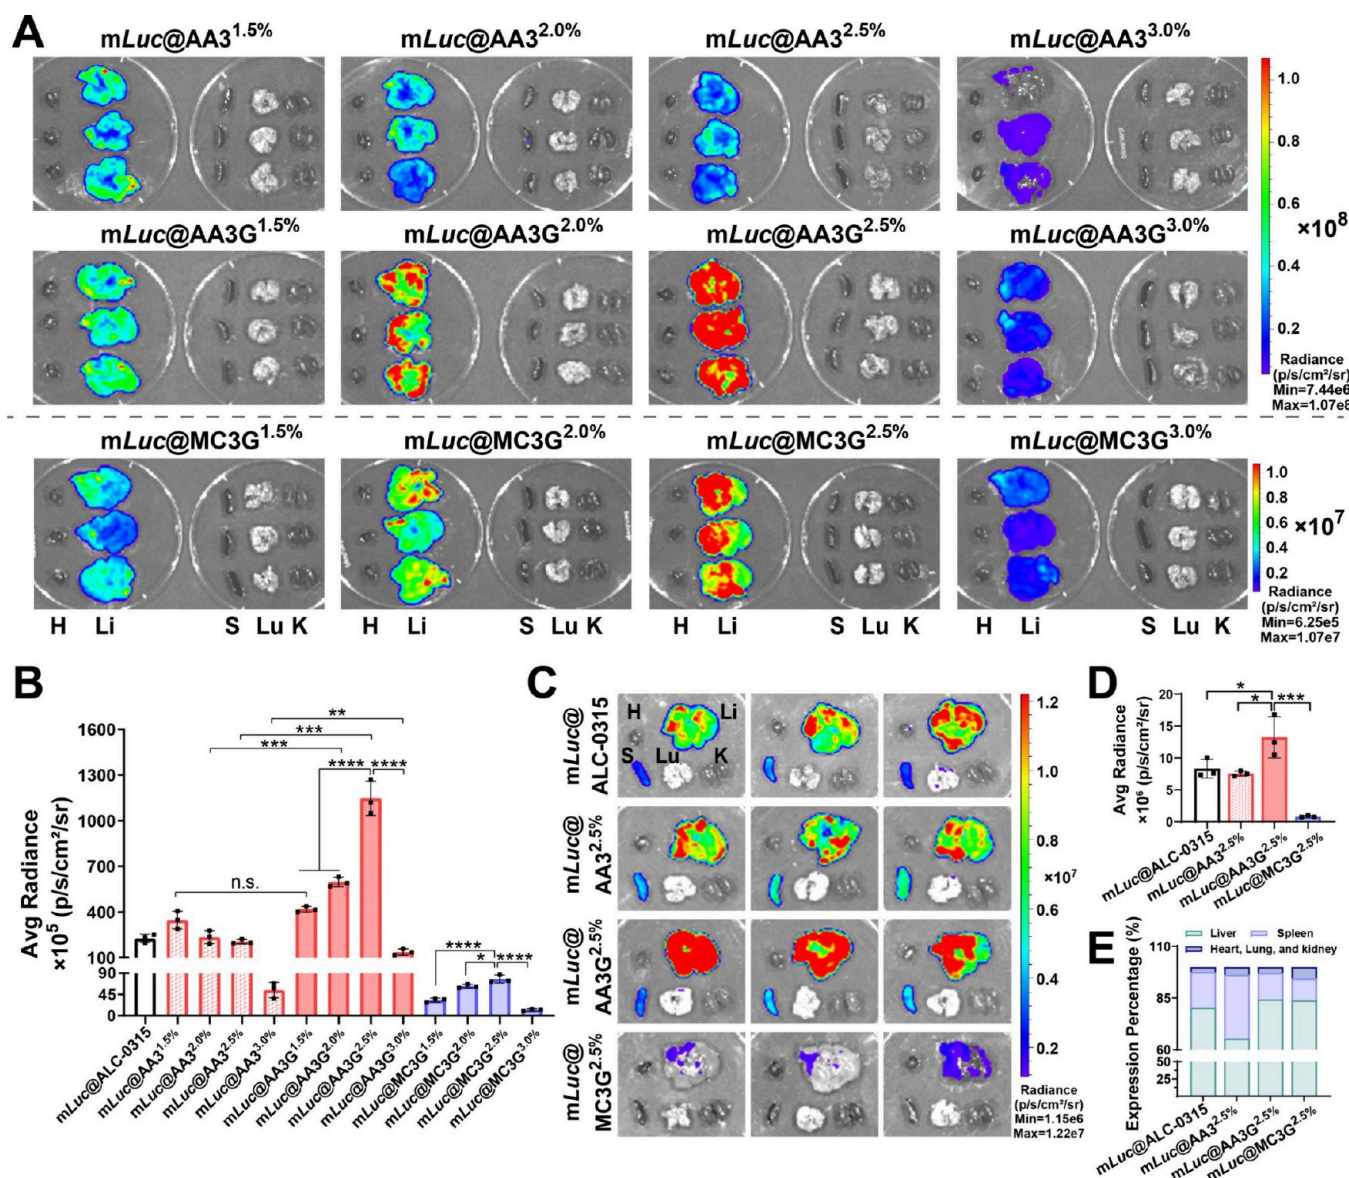 A
mLuc@AA3^1.5% mLuc@AA3^2.0% mLuc@AA3^2.5% mLuc@AA3^3.0%
1.0
0.8
0.6
0.4
0.2
×10^8
mLuc@AA3G^1.5% mLuc@AA3G^2.0% mLuc@AA3G^2.5% mLuc@AA3G^3.0%
Radiance
(p/s/cm²/sr)
Min=7.44e6
Max=1.07e8
mLuc@MC3G^1.5% mLuc@MC3G^2.0% mLuc@MC3G^2.5% mLuc@MC3G^3.0%
1.0
0.8
0.6
0.4
0.2
×10^7
Radiance
(p/s/cm²/sr)
Min=6.25e5
Max=1.07e7
H Li S Lu K H Li S Lu K H Li S Lu K H Li S Lu K
B
Avg Radiance
×10^5 (p/s/cm²/sr)
1600
1300
1000
700
400
100
90
45
0
**
***
***
**** ****
n.s.
****
* ****
mLuc@ALC-0315
mLuc@AA3^1.5%
mLuc@AA3^2.0%
mLuc@AA3^2.5%
mLuc@AA3^3.0%
mLuc@AA3G^1.5%
mLuc@AA3G^2.0%
mLuc@AA3G^2.5%
mLuc@AA3G^3.0%
mLuc@MC3G^1.5%
mLuc@MC3G^2.0%
mLuc@MC3G^2.5%
mLuc@MC3G^3.0%
C
mLuc@
ALC-0315
H Li
S Lu K
mLuc@
AA3^2.5%
mLuc@
AA3G^2.5%
mLuc@
MC3G^2.5%
1.2
1.0
0.8
×10^7
0.6
0.4
0.2
Radiance
(p/s/cm²/sr)
Min=1.15e6
Max=1.22e7
D
Avg Radiance
×10^6 (p/s/cm²/sr)
20
15
10
5
0
*
* ***
mLuc@ALC-0315
mLuc@AA3^2.5%
mLuc@AA3G^2.5%
mLuc@MC3G^2.5%
E
Liver Spleen
Heart, Lung, and kidney
Expression Percentage (%)
110
85
60
50
25
mLuc@ALC-0315
mLuc@AA3^2.5%
mLuc@AA3G^2.5%
mLuc@MC3G^2.5%